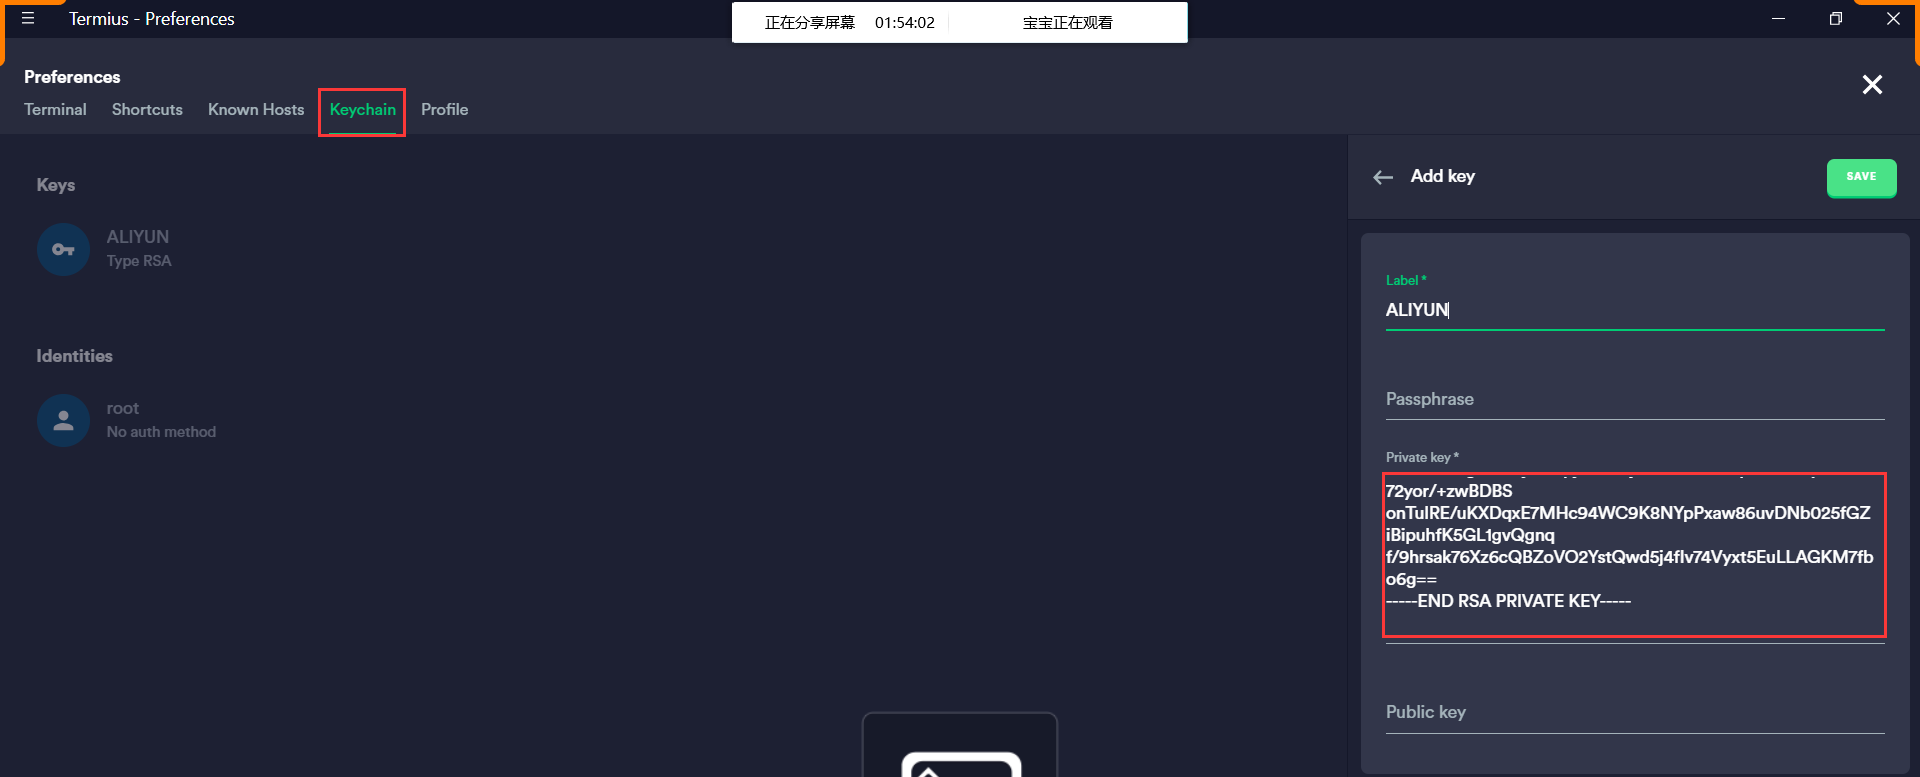 Termius - Preferences
正在分享屏幕 01:54:02 宝宝正在观看
Preferences
Terminal Shortcuts Known Hosts Keychain Profile
Keys
ALIYUN
Type RSA
Identities
root
No auth method
Add key
SAVE
Label *
ALIYUN
Passphrase
Private key *
72yor/+zwBDBS
onTuIRE/uKXDqxE7MHc94WC9K8NYpPxaw86uvDNb025fGZ
iBipuhfK5GL1gvQgnq
f/9hrsak76Xz6cQBZoVO2YstQwd5j4fIv74Vyxt5EuLLAGKM7fb
o6g==
-----END RSA PRIVATE KEY-----
Public key